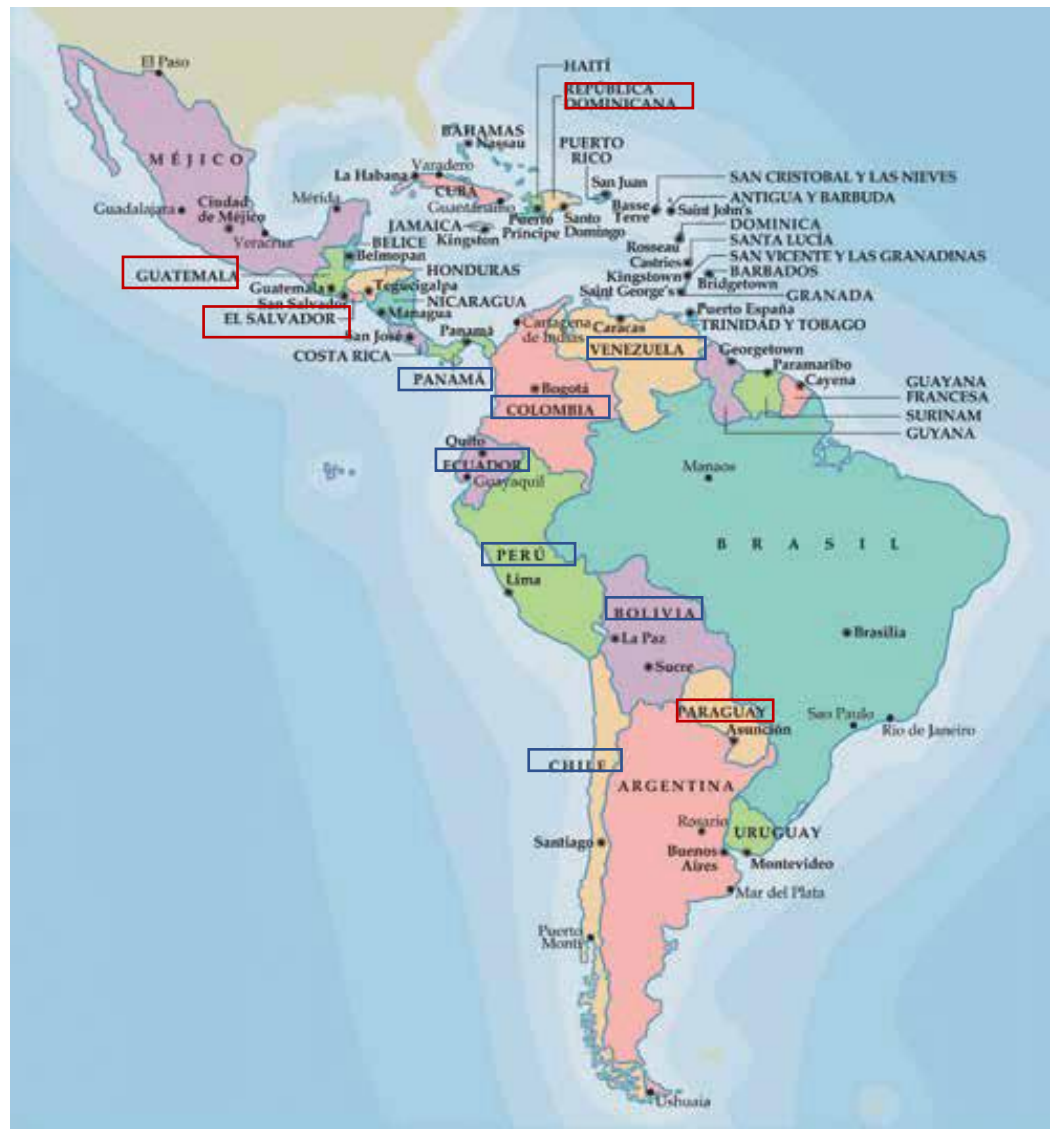 El Paso
HAITÍ
REPÚBLICA
DOMINICANA
BAHAMAS
Nassau
PUERTO
RICO
MÉJICO
La Habana
Varadero
CUBA
Guantánamo
San Juan
SAN CRISTOBAL Y LAS NIEVES
ANTIGUA Y BARBUDA
Guadalajara
Ciudad
de Méjico
Mérida
Veracruz
Basse
Terre
Saint John's
Puerto
Príncipe
Santo
Domingo
JAMAICA
Kingston
DOMINICA
Rosseau
SANTA LUCÍA
Castries
SAN VICENTE Y LAS GRANADINAS
Kingstown
BARBADOS
Bridgetown
Saint George's
GRANADA
BELICE
Belmopan
GUATEMALA
Guatemala
HONDURAS
Tegucigalpa
San Salvador
NICARAGUA
Managua
EL SALVADOR
San José
Panamá
COSTA RICA
PANAMÁ
Cartagena
de Indias
Caracas
Puerto España
TRINIDAD Y TOBAGO
VENEZUELA
Georgetown
Paramaribo
Cayena
GUAYANA
FRANCESA
SURINAM
GUYANA
Bogotá
COLOMBIA
Quito
ECUADOR
Guayaquil
Manaos
BRASIL
PERÚ
Lima
BOLIVIA
La Paz
Sucre
Brasilia
PARAGUAY
Asunción
Sao Paulo
Rio de Janeiro
CHILE
ARGENTINA
Rosario
URUGUAY
Santiago
Buenos
Aires
Montevideo
Mar del Plata
Puerto
Montt
Ushuaia